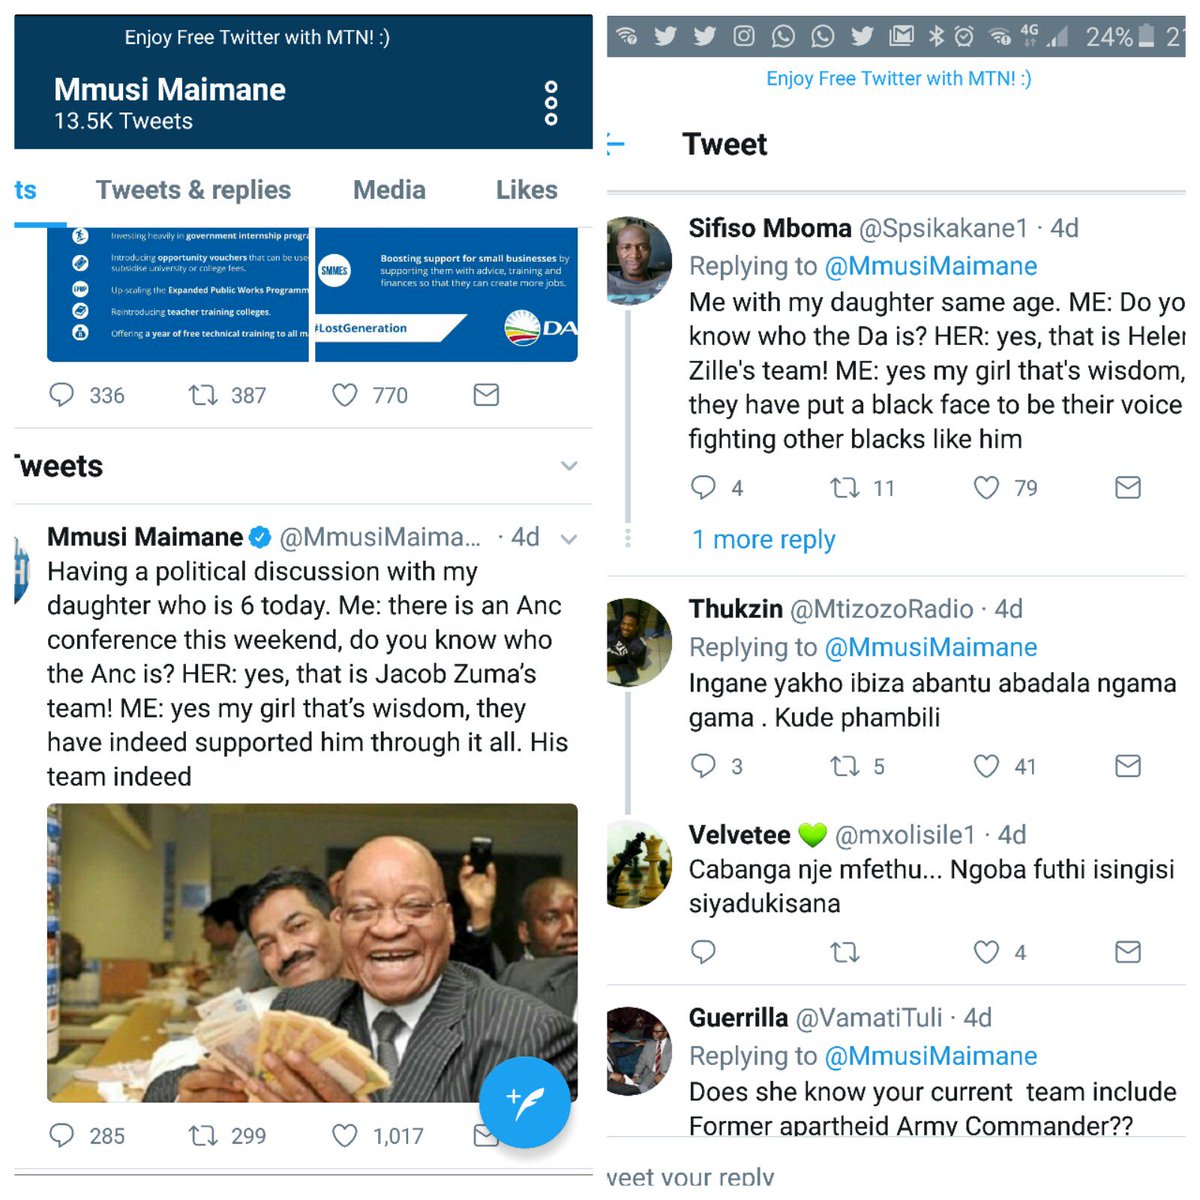 Enjoy Free Twitter with MTN! :)
Mmusi Maimane
13.5K Tweets
ts Tweets & replies Media Likes
Investing heavily in government internship progra
Introducing opportunity vouchers that can be use
subsidise university or college fees.
Up-scaling the Expanded Public Works Programm
Reintroducing teacher training colleges.
Offering a year of free technical training to all m
SMMES
Boosting support for small businesses by
supporting them with advice, training and
finances so that they can create more jobs.
#LostGeneration
DA
336 387 770
Tweets
Mmusi Maimane @MmusiMaima... · 4d
Having a political discussion with my
daughter who is 6 today. Me: there is an Anc
conference this weekend, do you know who
the Anc is? HER: yes, that is Jacob Zuma's
team! ME: yes my girl that's wisdom, they
have indeed supported him through it all. His
team indeed
285 299 1,017
4G 24% 21
Enjoy Free Twitter with MTN! :)
Tweet
Sifiso Mboma @Spsikakane1 · 4d
Replying to @MmusiMaimane
Me with my daughter same age. ME: Do yo
know who the Da is? HER: yes, that is Helen
Zille's team! ME: yes my girl that's wisdom,
they have put a black face to be their voice
fighting other blacks like him
4 11 79
1 more reply
Thukzin @MtizozoRadio · 4d
Replying to @MmusiMaimane
Ingane yakho ibiza abantu abadala ngama
gama . Kude phambili
3 5 41
Velvetee 💚 @mxolisile1 · 4d
Cabanga nje mfethu... Ngoba futhi isingisi
siyadukisana
4
Guerrilla @VamatiTuli · 4d
Replying to @MmusiMaimane
Does she know your current team include
Former apartheid Army Commander??
weet your reply